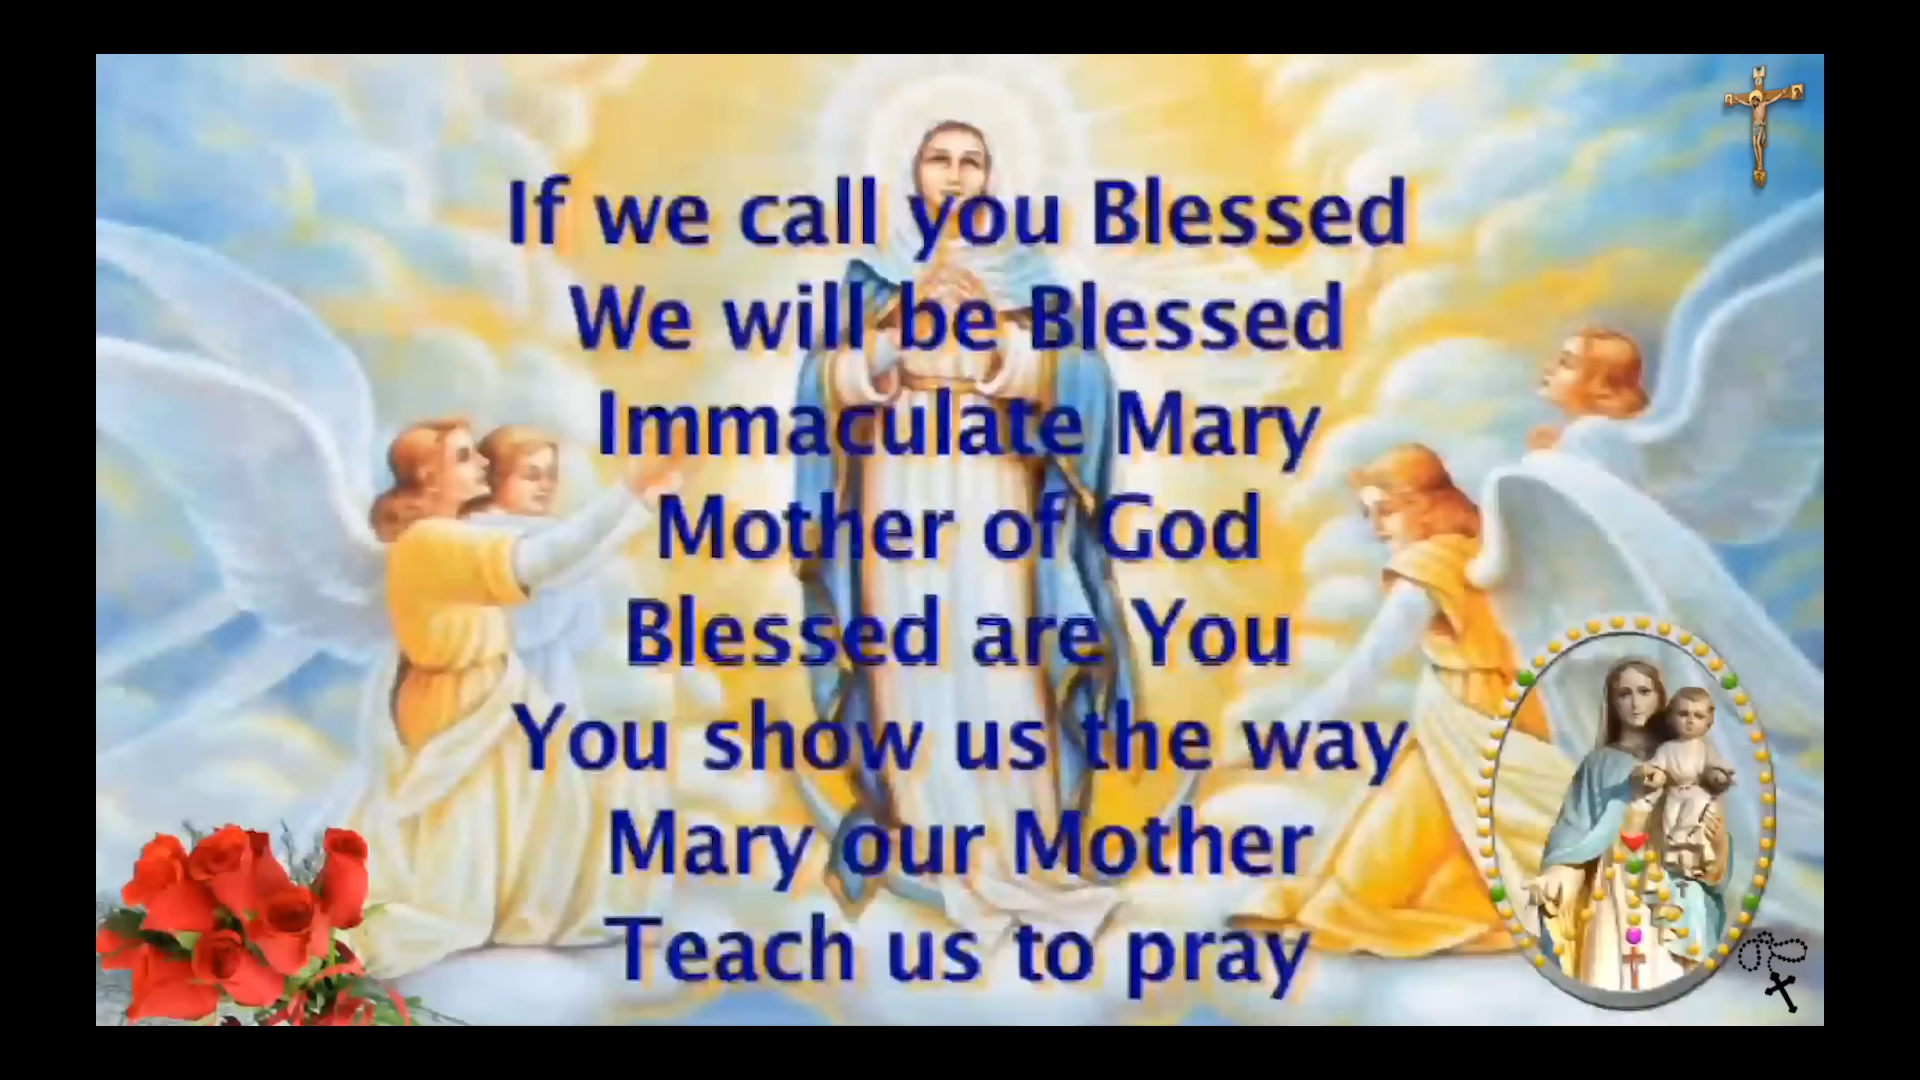 If we call you Blessed
We will be Blessed
Immaculate Mary
Mother of God
Blessed are You
You show us the way
Mary our Mother
Teach us to pray